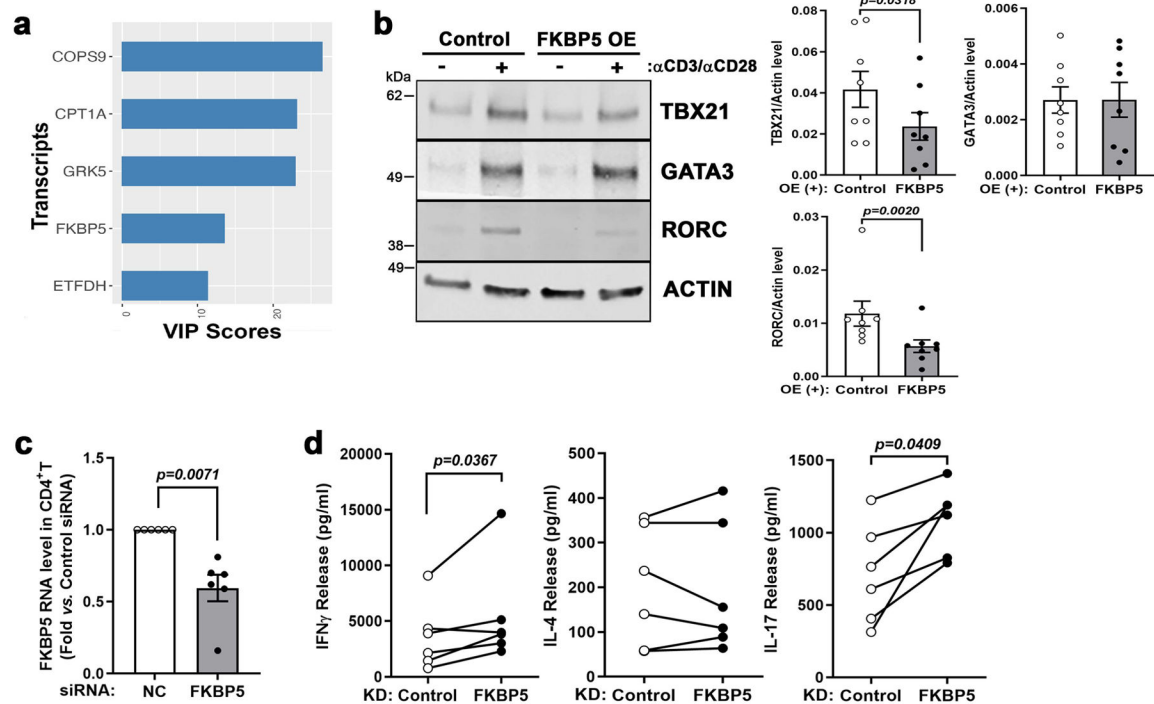 a
Transcripts
COPS9
CPT1A
GRK5
FKBP5
ETFDH
0
10
20
VIP Scores
b
Control
FKBP5 OE
- + - + :αCD3/αCD28
kDa
62
TBX21
49
GATA3
38
RORC
49
ACTIN
TBX21/Actin level
p=0.0318
0.08
0.06
0.04
0.02
0.00
OE (+): Control FKBP5
GATA3/Actin level
0.006
0.004
0.002
0.000
OE (+): Control FKBP5
RORC/Actin level
p=0.0020
0.03
0.02
0.01
0.00
OE (+): Control FKBP5
c
FKBP5 RNA level in CD4+T
(Fold vs. Control siRNA)
p=0.0071
1.5
1.0
0.5
0.0
siRNA: NC FKBP5
d
IFNγ Release (pg/ml)
p=0.0367
20000
15000
10000
5000
0
KD: Control FKBP5
IL-4 Release (pg/ml)
500
400
300
200
100
0
KD: Control FKBP5
IL-17 Release (pg/ml)
p=0.0409
1500
1000
500
0
KD: Control FKBP5